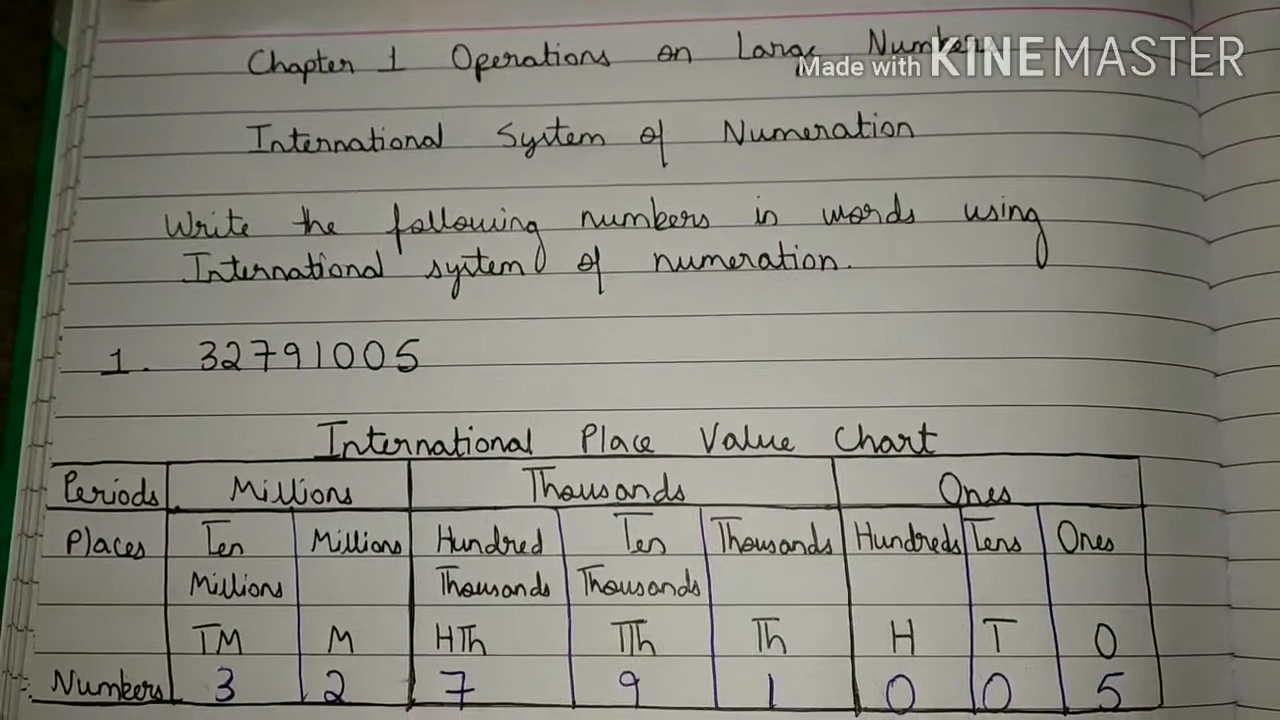 Chapter 1 Operations on Large Numbers
Made with KINEMASTER
International System of Numeration
Write the following numbers in words using
International system of numeration.
1. 32791005
International Place Value Chart
Periods Millions Thousands Ones
Places Ten Millions Hundred Ten Thousands Hundreds Tens Ones
Millions Thousands Thousands
TM M HTh TTh Th H T O
Numbers 3 2 7 9 1 0 0 5